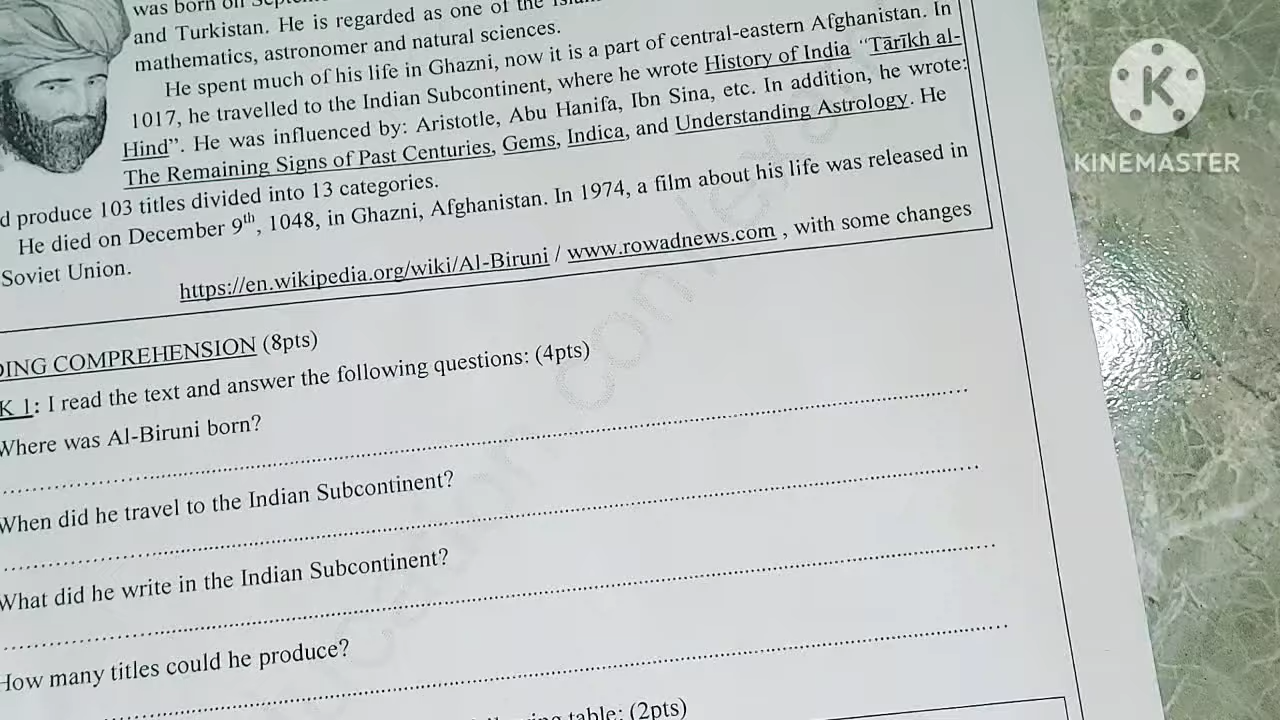 was born on
and Turkistan. He is regarded as one of the
mathematics, astronomer and natural sciences.
He spent much of his life in Ghazni, now it is a part of central-eastern Afghanistan. In
1017, he travelled to the Indian Subcontinent, where he wrote History of India “Tārīkh al-
Hind”. He was influenced by: Aristotle, Abu Hanifa, Ibn Sina, etc. In addition, he wrote:
The Remaining Signs of Past Centuries, Gems, Indica, and Understanding Astrology. He
d produce 103 titles divided into 13 categories.
He died on December 9th, 1048, in Ghazni, Afghanistan. In 1974, a film about his life was released in
Soviet Union.
https://en.wikipedia.org/wiki/Al-Biruni / www.rowadnews.com , with some changes
DING COMPREHENSION (8pts)
K 1: I read the text and answer the following questions: (4pts)
Where was Al-Biruni born?
When did he travel to the Indian Subcontinent?
What did he write in the Indian Subcontinent?
How many titles could he produce?
table: (2pts)
K
KINEMASTER